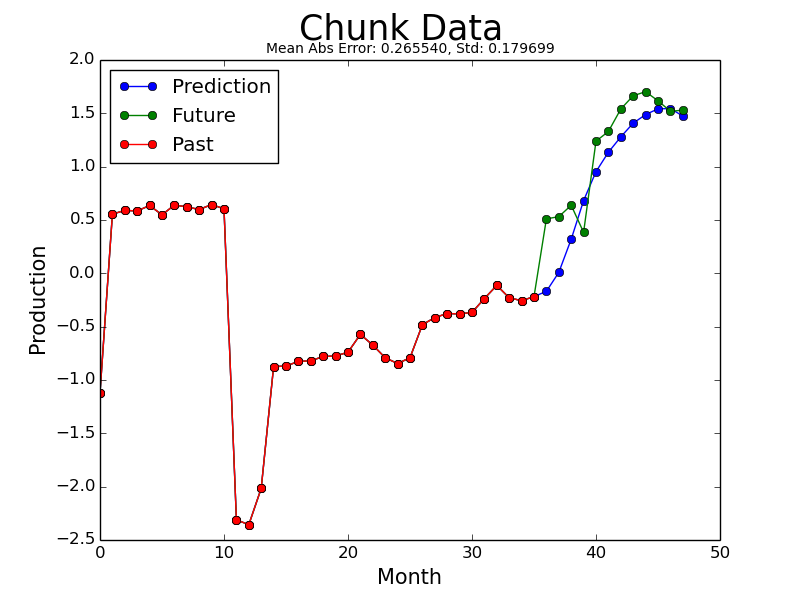 Chunk Data
Mean Abs Error: 0.265540, Std: 0.179699
Prediction
Future
Past
2.0
1.5
1.0
0.5
0.0
−0.5
−1.0
−1.5
−2.0
−2.5
Production
0 10 20 30 40 50
Month